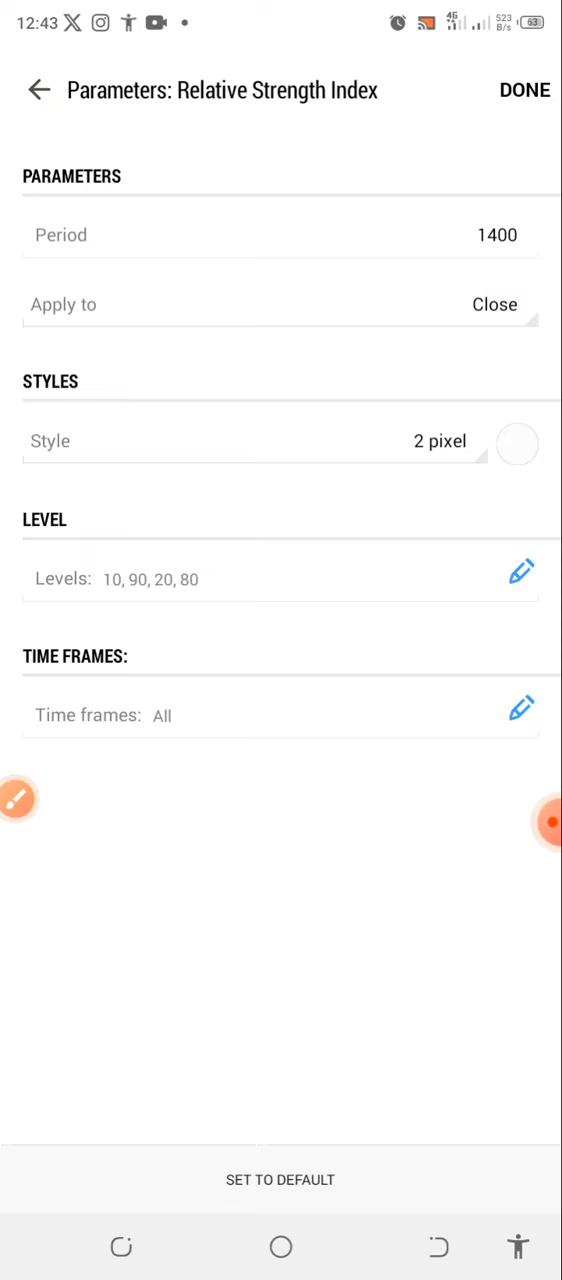 12:43 4G 523 B/s 63
Parameters: Relative Strength Index DONE
PARAMETERS
Period 1400
Apply to Close
STYLES
Style 2 pixel
LEVEL
Levels: 10, 90, 20, 80
TIME FRAMES:
Time frames: All
SET TO DEFAULT